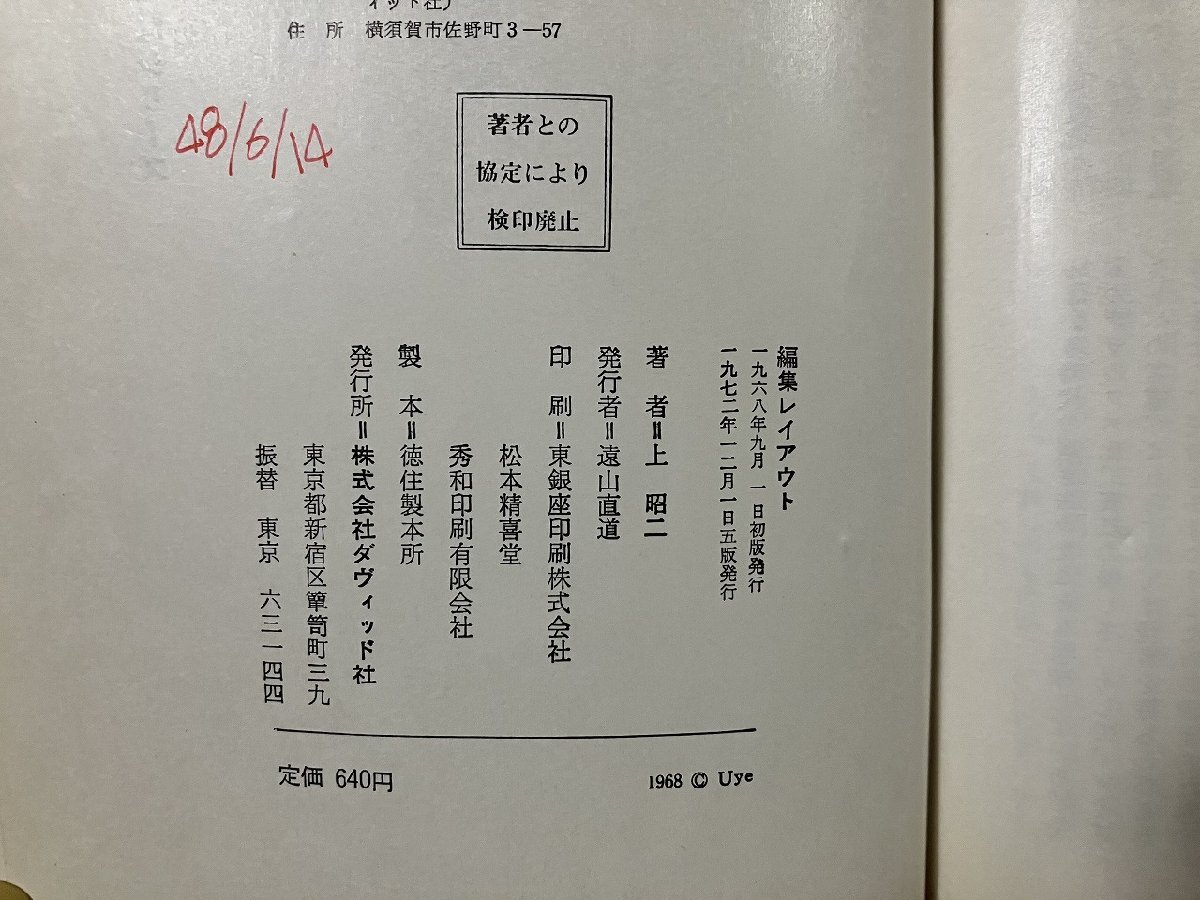 住所 横須賀市佐野町3―57
48/6/14
著者との
協定により
検印廃止
編集レイアウト
一九六八年九月 一日初版発行
一九七二年一二月一日五版発行
著者=上 昭二
発行者=遠山直道
印刷=東銀座印刷株式会社
松本精喜堂
秀和印刷有限会社
製本=徳住製本所
発行所=株式会社ダヴィッド社
東京都新宿区簞笥町三九
振替 東京 六三一四四
定価 640円
1968 © Uye